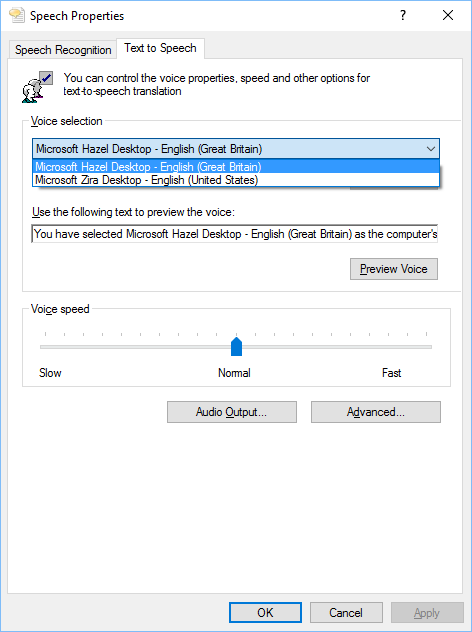 Speech Properties
?
Speech Recognition
Text to Speech
You can control the voice properties, speed and other options for
text-to-speech translation
Voice selection
Microsoft Hazel Desktop - English (Great Britain)
Microsoft Hazel Desktop - English (Great Britain)
Microsoft Zira Desktop - English (United States)
Use the following text to preview the voice:
You have selected Microsoft Hazel Desktop - English (Great Britain) as the computer's
Preview Voice
Voice speed
Slow Normal Fast
Audio Output... Advanced...
OK Cancel Apply